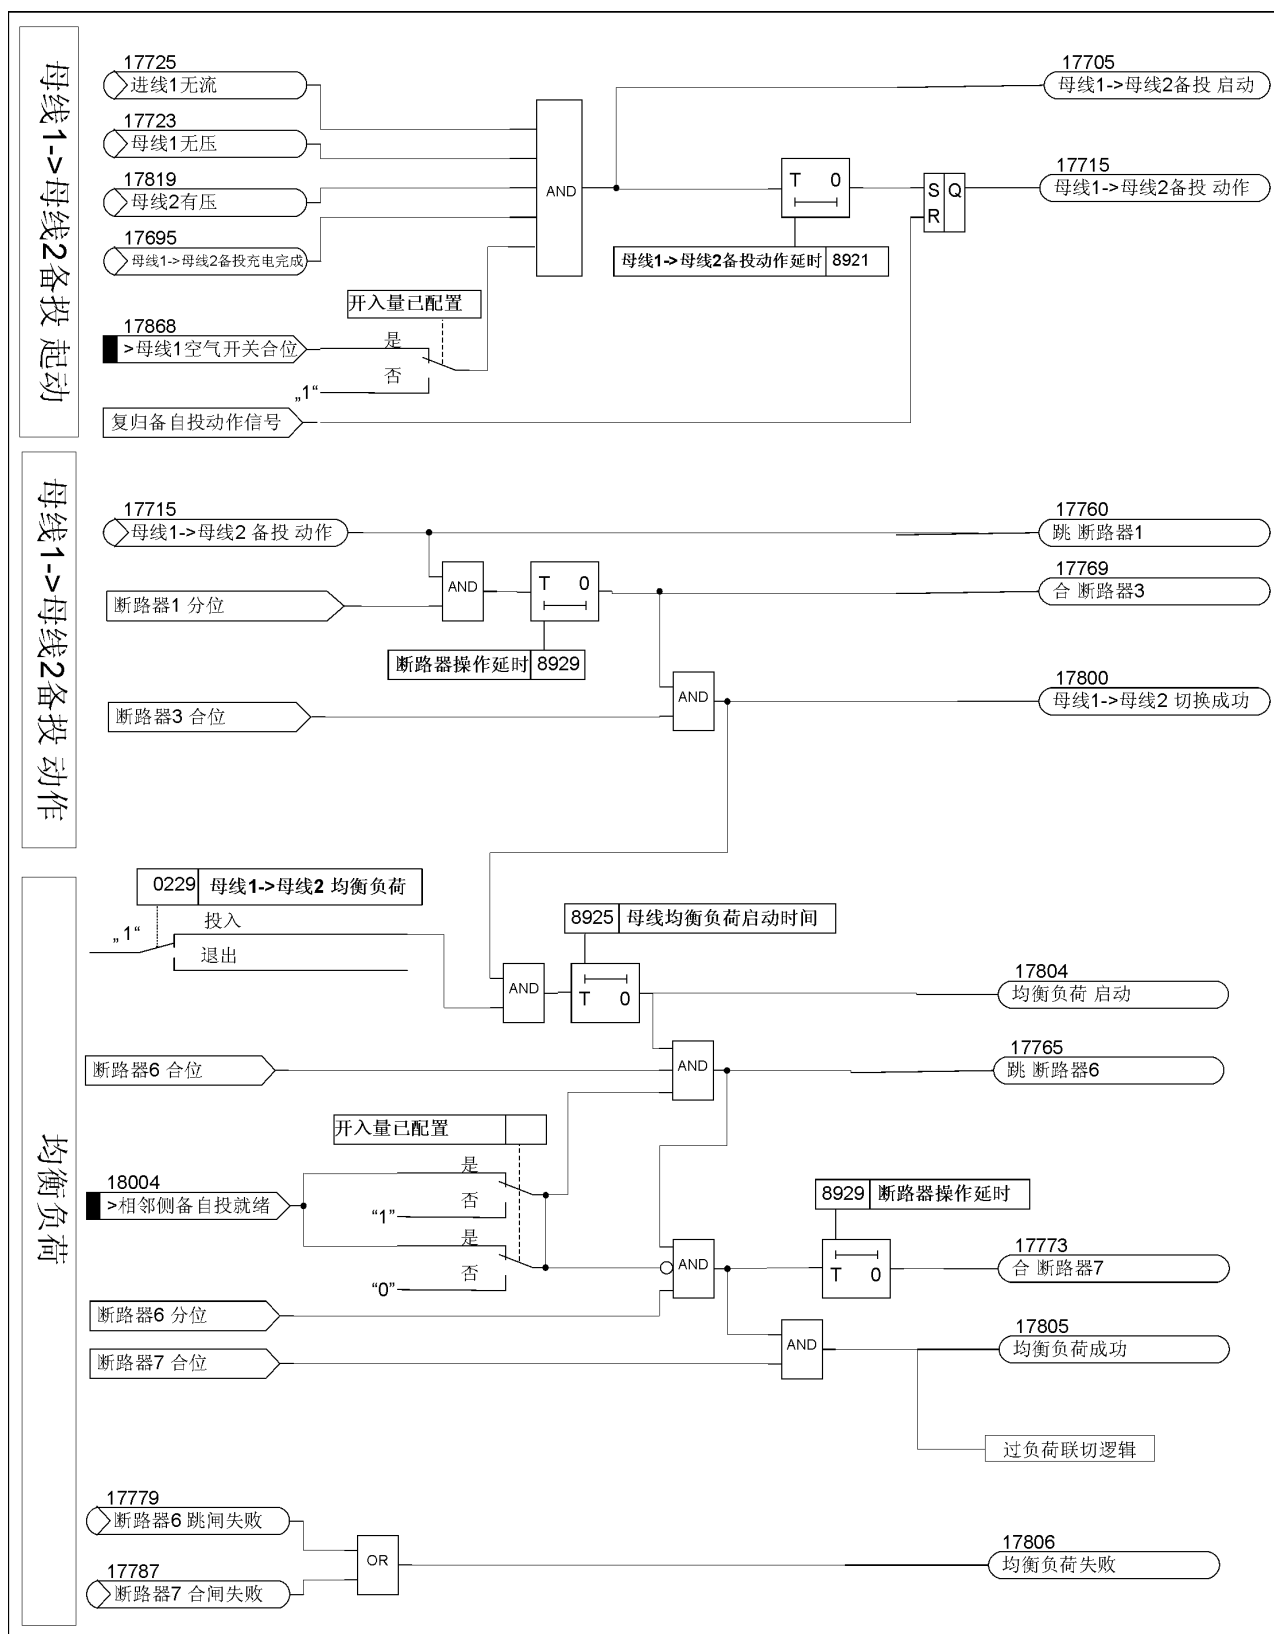 母线1->母线2备投 起动
17725
进线1无流
17723
母线1无压
17819
母线2有压
17695
母线1->母线2备投充电完成
开入量已配置
17868
>母线1空气开关合位
是
否
„1“
复归备自投动作信号
AND
T 0
母线1->母线2备投动作延时 8921
S Q
R
17705
母线1->母线2备投 启动
17715
母线1->母线2备投 动作
母线1->母线2备投 动作
17715
母线1->母线2 备投 动作
断路器1 分位
AND
T 0
断路器操作延时 8929
断路器3 合位
AND
17760
跳 断路器1
17769
合 断路器3
17800
母线1->母线2 切换成功
均衡负荷
0229 母线1->母线2 均衡负荷
„1“
投入
退出
8925 母线均衡负荷启动时间
AND
T 0
17804
均衡负荷 启动
断路器6 合位
AND
17765
跳 断路器6
开入量已配置
18004
>相邻侧备自投就绪
是
否
“1”
是
否
“0”
AND
8929 断路器操作延时
T 0
17773
合 断路器7
断路器6 分位
断路器7 合位
AND
17805
均衡负荷成功
过负荷联切逻辑
17779
断路器6 跳闸失败
17787
断路器7 合闸失败
OR
17806
均衡负荷失败